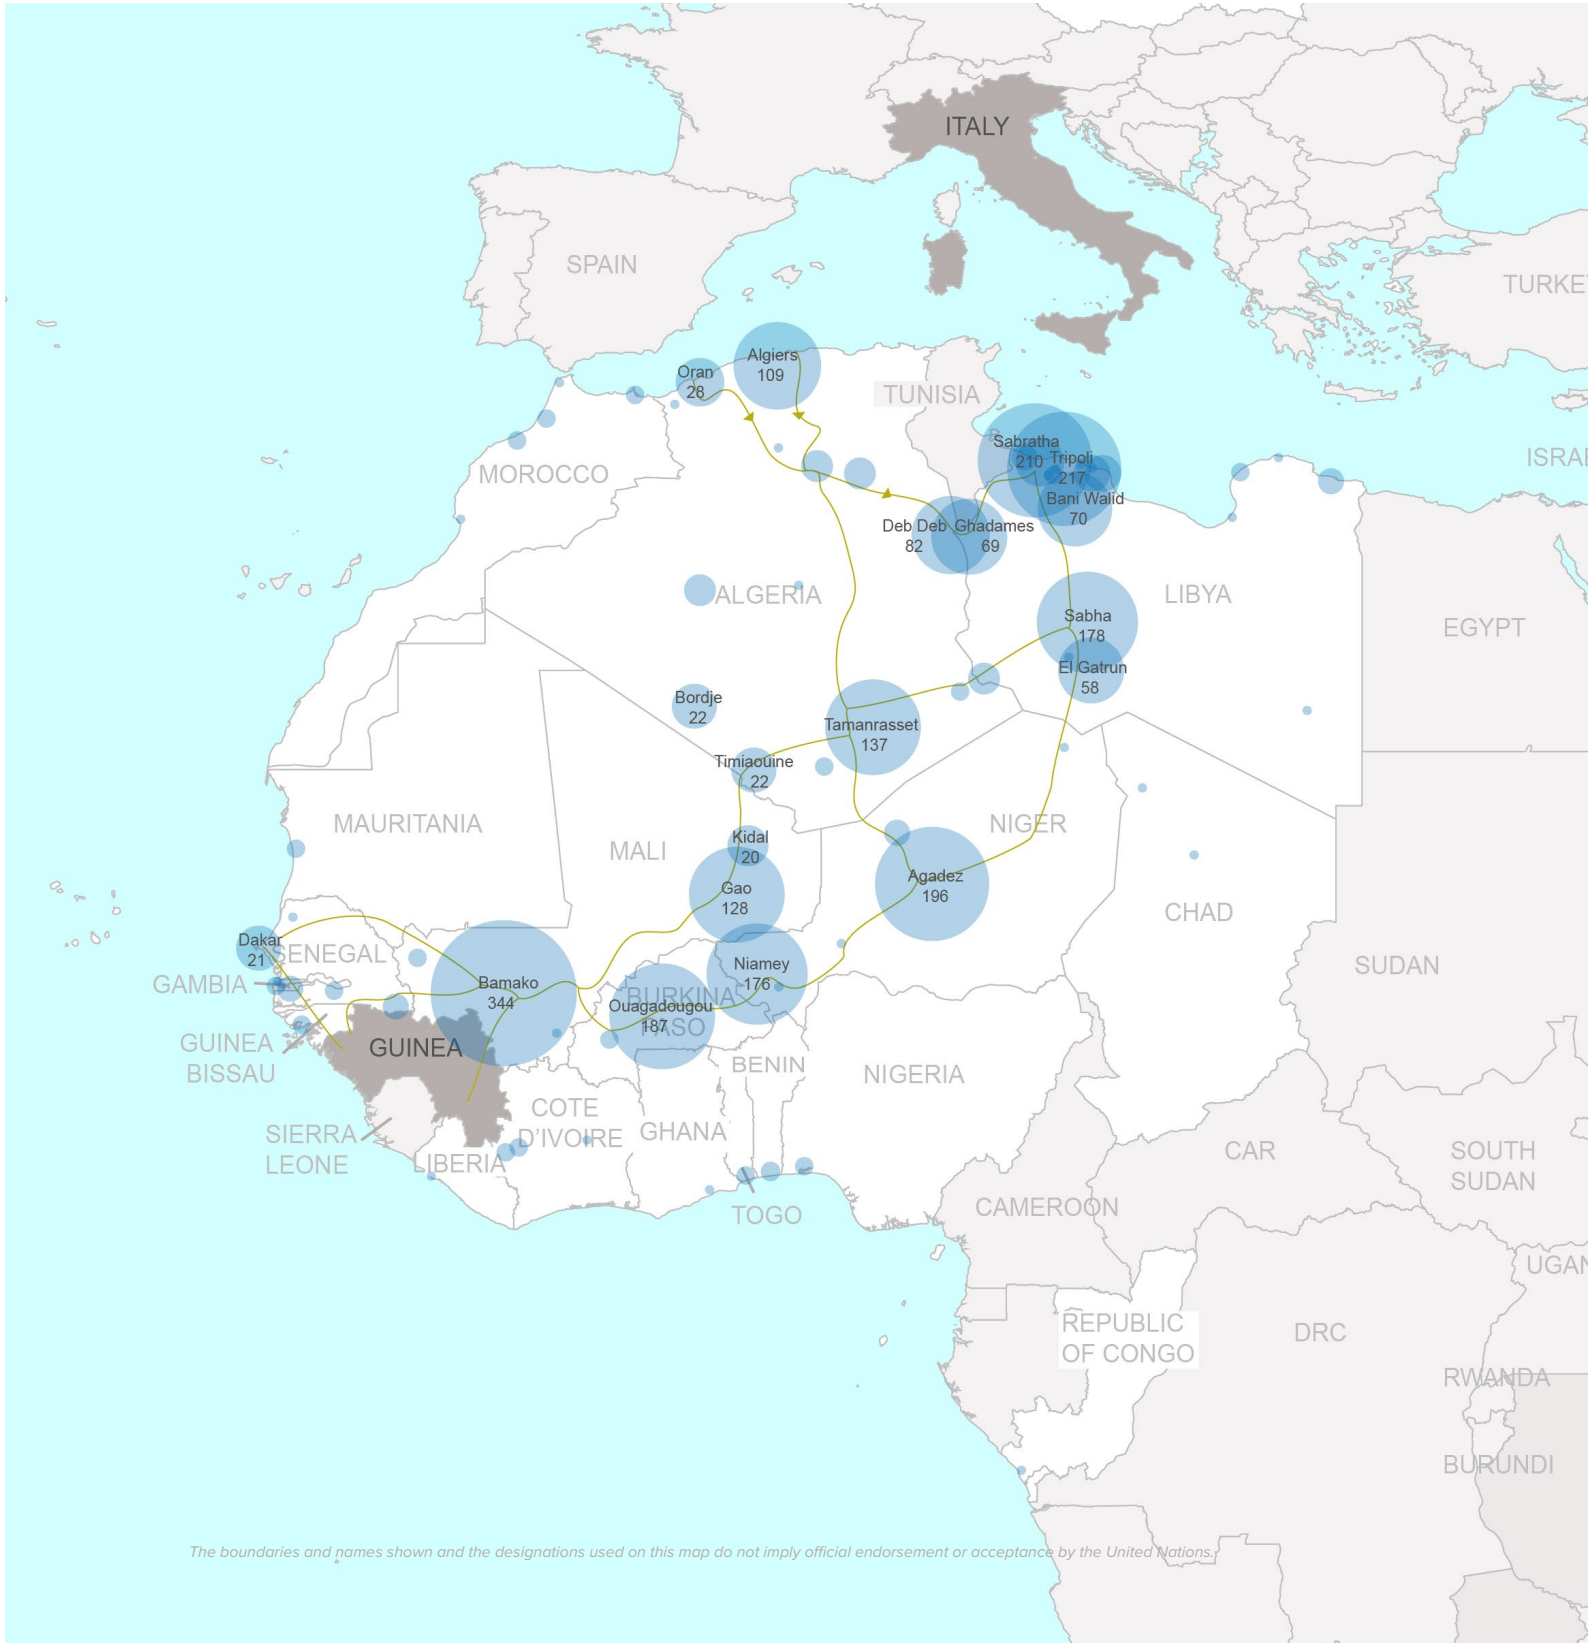 ITALY
SPAIN
TURKE
Algiers
109
Oran
28
TUNISIA
Sabratha
210
Tripoli
217
ISRAE
MOROCCO
Bani Walid
70
Deb Deb
82
Ghadames
69
ALGERIA
LIBYA
Sabha
178
EGYPT
El Gatrun
58
Bordje
22
Tamanrasset
137
Timiaouine
22
MAURITANIA
MALI
NIGER
Kidal
20
Agadez
196
Gao
128
CHAD
Dakar
21
SENEGAL
Niamey
176
SUDAN
GAMBIA
Bamako
344
BURKINA
FASO
Ouagadougou
187
GUINEA
BISSAU
GUINEA
BENIN
NIGERIA
COTE
D'IVOIRE
GHANA
SIERRA
LEONE
LIBERIA
CAR
SOUTH
SUDAN
TOGO
CAMEROON
UGAN
REPUBLIC
OF CONGO
DRC
RWANDA
BURUNDI
The boundaries and names shown and the designations used on this map do not imply official endorsement or acceptance by the United Nations.